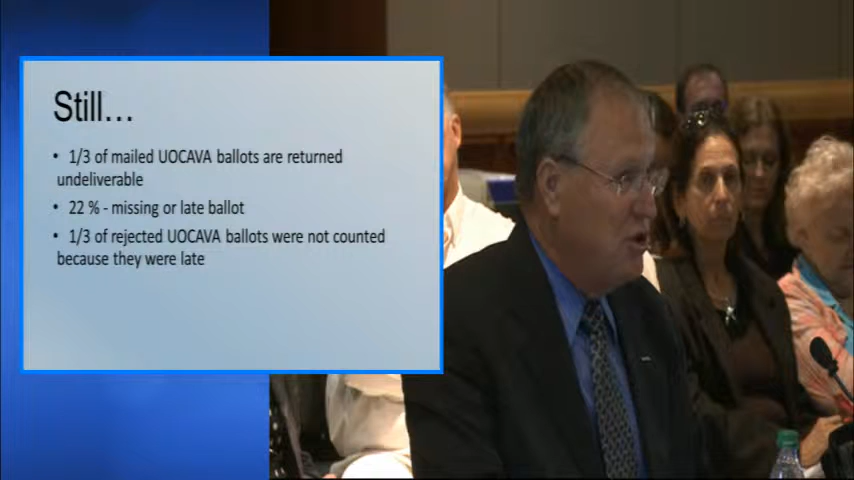 Still...
• 1/3 of mailed UOCAVA ballots are returned
undeliverable
• 22 % - missing or late ballot
• 1/3 of rejected UOCAVA ballots were not counted
because they were late